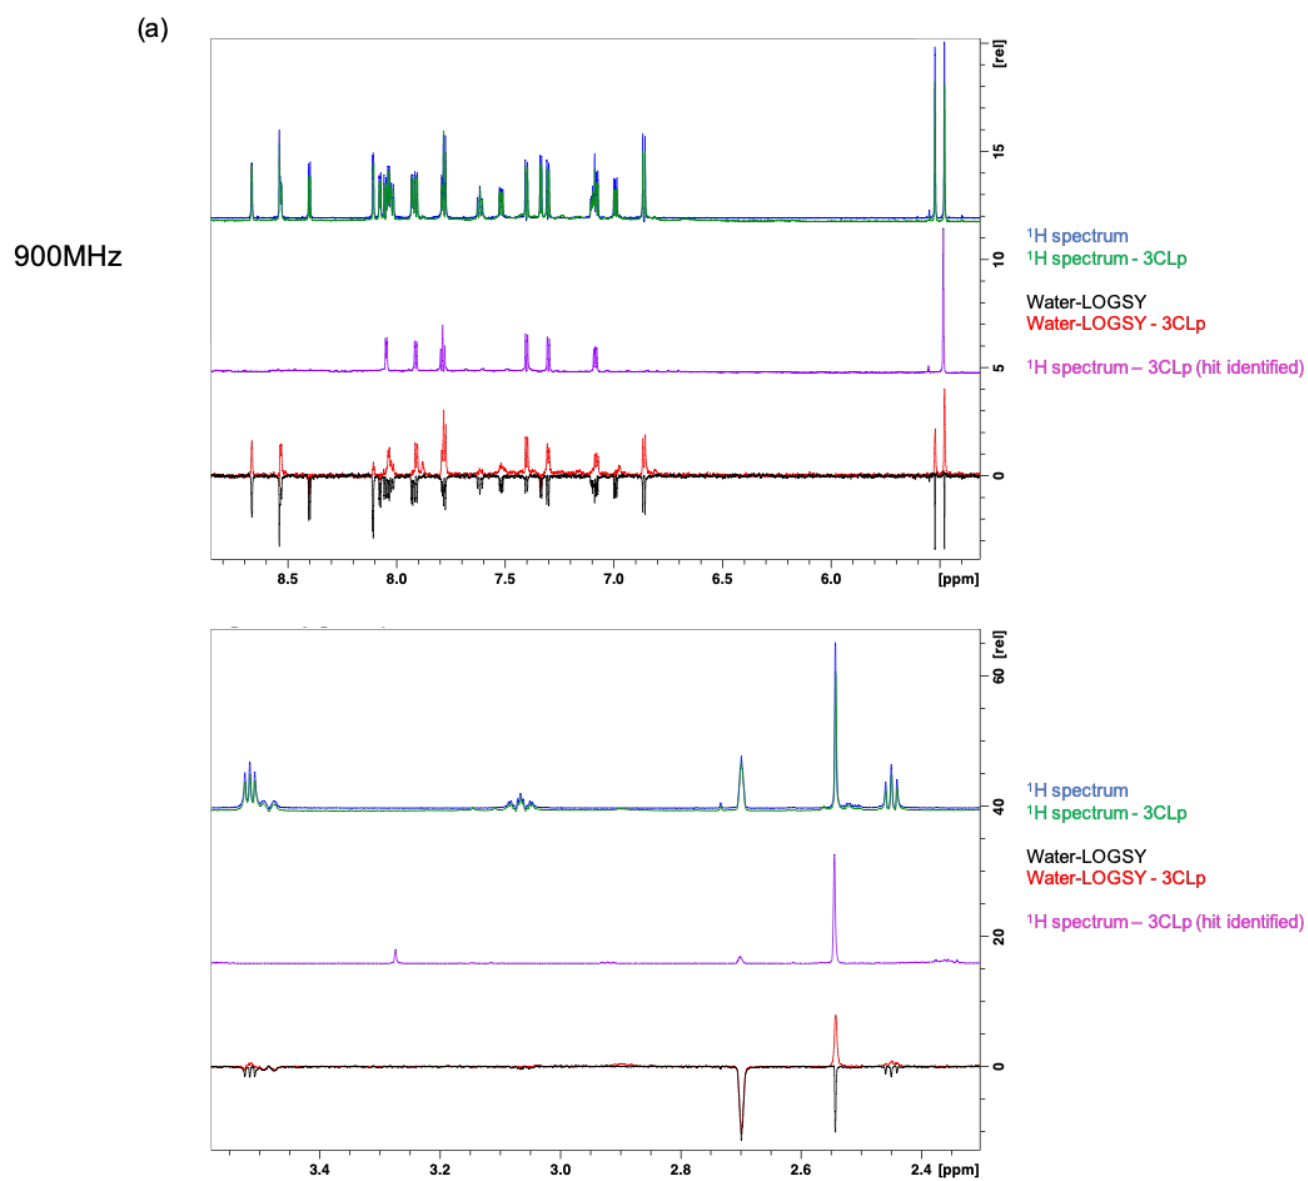 (a)
[rel]
15
10
5
0
900MHz
¹H spectrum
¹H spectrum - 3CLp
Water-LOGSY
Water-LOGSY - 3CLp
¹H spectrum – 3CLp (hit identified)
8.5 8.0 7.5 7.0 6.5 6.0 [ppm]
[rel]
60
40
20
0
¹H spectrum
¹H spectrum - 3CLp
Water-LOGSY
Water-LOGSY - 3CLp
¹H spectrum – 3CLp (hit identified)
3.4 3.2 3.0 2.8 2.6 2.4 [ppm]